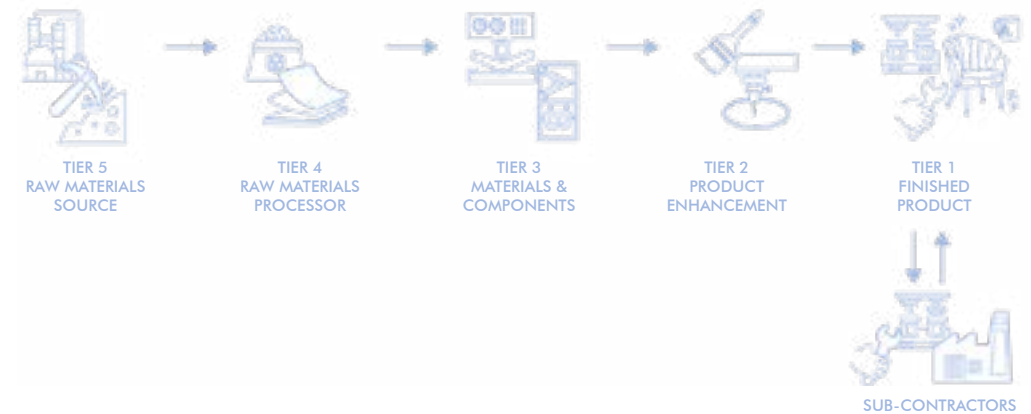 TIER 5
RAW MATERIALS
SOURCE
TIER 4
RAW MATERIALS
PROCESSOR
TIER 3
MATERIALS &
COMPONENTS
TIER 2
PRODUCT
ENHANCEMENT
TIER 1
FINISHED
PRODUCT
SUB-CONTRACTORS